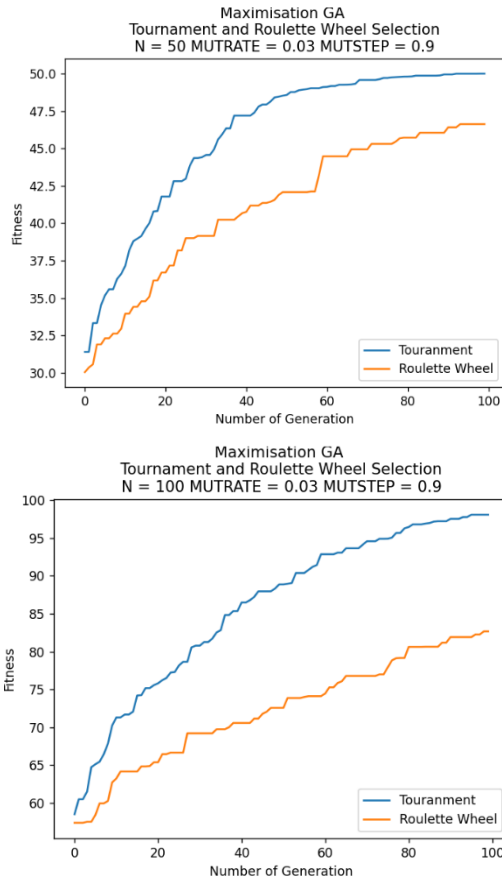 Maximisation GA
Tournament and Roulette Wheel Selection
N = 50 MUTRATE = 0.03 MUTSTEP = 0.9
50.0
47.5
45.0
42.5
40.0
37.5
35.0
32.5
30.0
Fitness
Touranment
Roulette Wheel
0 20 40 60 80 100
Number of Generation
Maximisation GA
Tournament and Roulette Wheel Selection
N = 100 MUTRATE = 0.03 MUTSTEP = 0.9
100
95
90
85
80
75
70
65
60
Fitness
Touranment
Roulette Wheel
0 20 40 60 80 100
Number of Generation